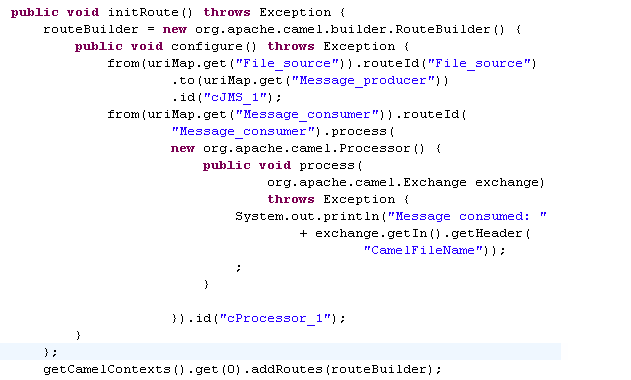 public void initRoute() throws Exception {
    routeBuilder = new org.apache.camel.builder.RouteBuilder() {
        public void configure() throws Exception {
            from(uriMap.get("File_source")).routeId("File_source")
                    .to(uriMap.get("Message_producer"))
                    .id("cJMS_1");
            from(uriMap.get("Message_consumer")).routeId(
                    "Message_consumer").process(
                    new org.apache.camel.Processor() {
                        public void process(
                                org.apache.camel.Exchange exchange)
                                throws Exception {
                            System.out.println("Message consumed: "
                                    + exchange.getIn().getHeader(
                                            "CamelFileName"));
                            ;
                        }
                    }).id("cProcessor_1");
        }
    };
    getCamelContexts().get(0).addRoutes(routeBuilder);